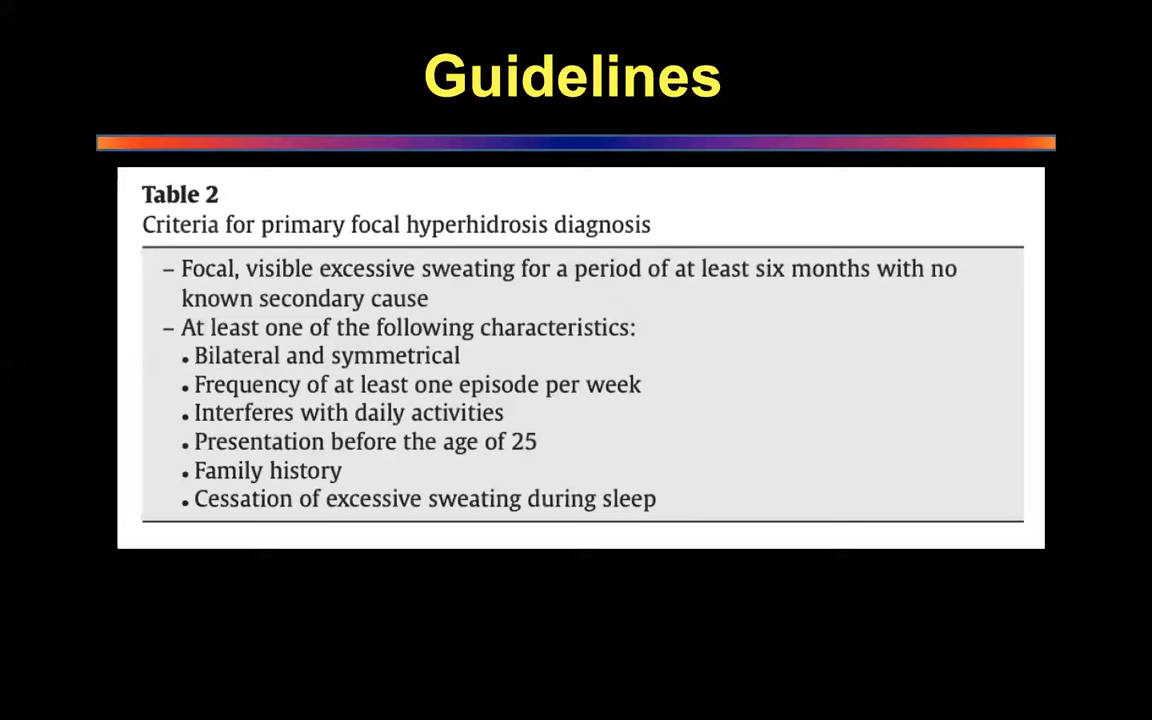 Guidelines
Table 2
Criteria for primary focal hyperhidrosis diagnosis
– Focal, visible excessive sweating for a period of at least six months with no
known secondary cause
– At least one of the following characteristics:
• Bilateral and symmetrical
• Frequency of at least one episode per week
• Interferes with daily activities
• Presentation before the age of 25
• Family history
• Cessation of excessive sweating during sleep